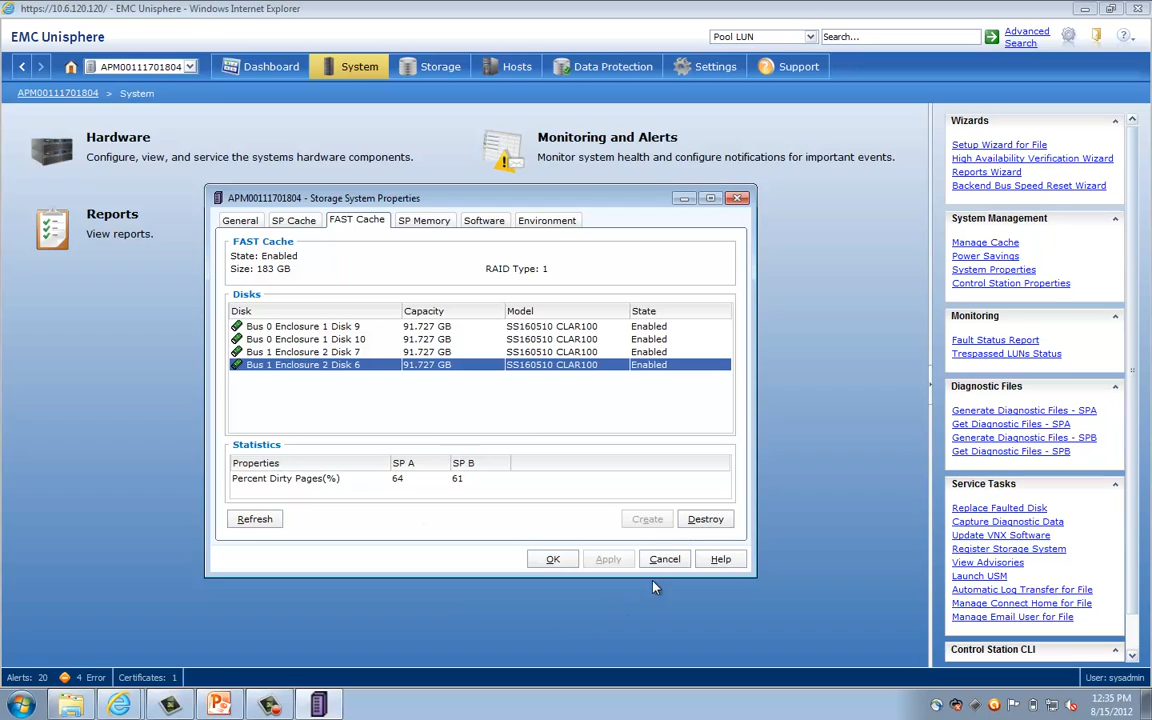 https://10.6.120.120/ - EMC Unisphere - Windows Internet Explorer
EMC Unisphere
Pool LUN
Search...
Advanced Search
APM00111701804
Dashboard
System
Storage
Hosts
Data Protection
Settings
Support
APM00111701804 > System
Hardware
Configure, view, and service the systems hardware components.
Monitoring and Alerts
Monitor system health and configure notifications for important events.
Reports
View reports.
APM00111701804 - Storage System Properties
General SP Cache FAST Cache SP Memory Software Environment
FAST Cache
State: Enabled
Size: 183 GB RAID Type: 1
Disks
Disk Capacity Model State
Bus 0 Enclosure 1 Disk 9 91.727 GB SS160510 CLAR100 Enabled
Bus 0 Enclosure 1 Disk 10 91.727 GB SS160510 CLAR100 Enabled
Bus 1 Enclosure 2 Disk 7 91.727 GB SS160510 CLAR100 Enabled
Bus 1 Enclosure 2 Disk 6 91.727 GB SS160510 CLAR100 Enabled
Statistics
Properties SP A SP B
Percent Dirty Pages(%) 64 61
Refresh Create Destroy
OK Apply Cancel Help
Wizards
Setup Wizard for File
High Availability Verification Wizard
Reports Wizard
Backend Bus Speed Reset Wizard
System Management
Manage Cache
Power Savings
System Properties
Control Station Properties
Monitoring
Fault Status Report
Trespassed LUNs Status
Diagnostic Files
Generate Diagnostic Files - SPA
Get Diagnostic Files - SPA
Generate Diagnostic Files - SPB
Get Diagnostic Files - SPB
Service Tasks
Replace Faulted Disk
Capture Diagnostic Data
Update VNX Software
Register Storage System
View Advisories
Launch USM
Automatic Log Transfer for File
Manage Connect Home for File
Manage Email User for File
Control Station CLI
Alerts: 20 4 Error Certificates: 1 User: sysadmin
12:35 PM
8/15/2012